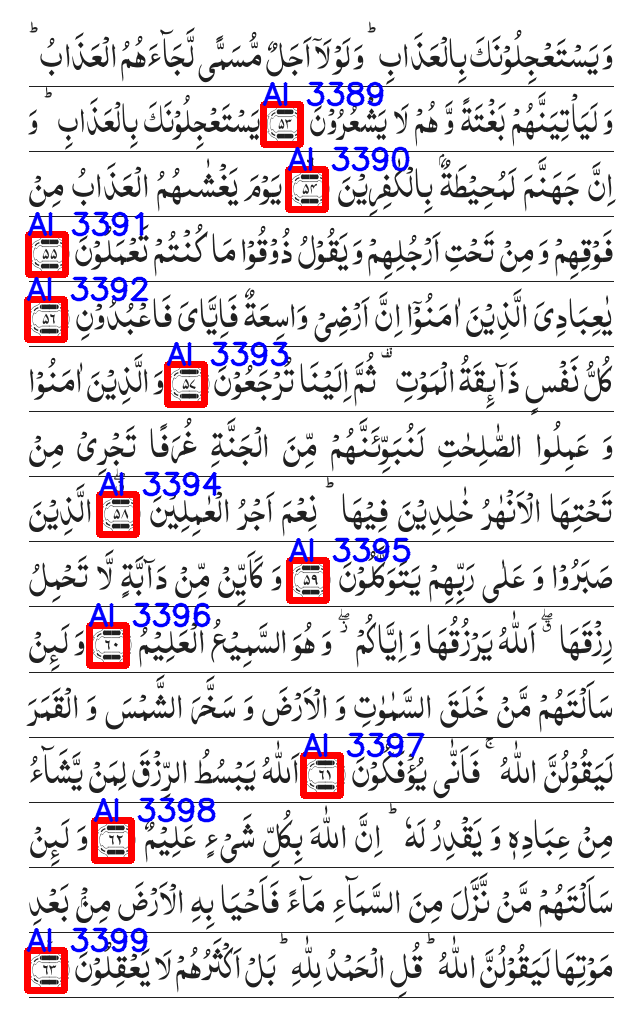 وَ یَسۡتَعۡجِلُوۡنَکَ بِالۡعَذَابِ ؕ وَ لَوۡ لَاۤ اَجَلٌ مُّسَمًّی لَّجَآءَہُمُ الۡعَذَابُ ؕ
AI 3389
وَ لَیَاۡتِیَنَّہُمۡ بَغۡتَۃً وَّ ہُمۡ لَا یَشۡعُرُوۡنَ ﴿۵۳﴾ یَسۡتَعۡجِلُوۡنَکَ بِالۡعَذَابِ ؕ وَ
AI 3390
اِنَّ جَہَنَّمَ لَمُحِیۡطَۃٌۢ بِالۡکٰفِرِیۡنَ ﴿ۙ۵۴﴾ یَوۡمَ یَغۡشٰہُمُ الۡعَذَابُ مِنۡ
AI 3391
فَوۡقِہِمۡ وَ مِنۡ تَحۡتِ اَرۡجُلِہِمۡ وَ یَقُوۡلُ ذُوۡقُوۡا مَا کُنۡتُمۡ تَعۡمَلُوۡنَ ﴿۵۵﴾
AI 3392
یٰعِبَادِیَ الَّذِیۡنَ اٰمَنُوۡۤا اِنَّ اَرۡضِیۡ وَاسِعَۃٌ فَاِیَّایَ فَاعۡبُدُوۡنِ ﴿۵۶﴾
AI 3393
کُلُّ نَفۡسٍ ذَآئِقَۃُ الۡمَوۡتِ ۟ ثُمَّ اِلَیۡنَا تُرۡجَعُوۡنَ ﴿۵۷﴾ وَ الَّذِیۡنَ اٰمَنُوۡا
وَ عَمِلُوا الصّٰلِحٰتِ لَنُبَوِّئَنَّہُمۡ مِّنَ الۡجَنَّۃِ غُرَفًا تَجۡرِیۡ مِنۡ
AI 3394
تَحۡتِہَا الۡاَنۡہٰرُ خٰلِدِیۡنَ فِیۡہَا ؕ نِعۡمَ اَجۡرُ الۡعٰمِلِیۡنَ ﴿٭ۖ۵۸﴾ الَّذِیۡنَ
AI 3395
صَبَرُوۡا وَ عَلٰی رَبِّہِمۡ یَتَوَکَّلُوۡنَ ﴿۵۹﴾ وَ کَاَیِّنۡ مِّنۡ دَآبَّۃٍ لَّا تَحۡمِلُ
AI 3396
رِزۡقَہَا ٭ۖ اَللّٰہُ یَرۡزُقُہَا وَ اِیَّاکُمۡ ۫ۖ وَ ہُوَ السَّمِیۡعُ الۡعَلِیۡمُ ﴿۶۰﴾ وَ لَئِنۡ
سَاَلۡتَہُمۡ مَّنۡ خَلَقَ السَّمٰوٰتِ وَ الۡاَرۡضَ وَ سَخَّرَ الشَّمۡسَ وَ الۡقَمَرَ
AI 3397
لَیَقُوۡلُنَّ اللّٰہُ ۚ فَاَنّٰی یُؤۡفَکُوۡنَ ﴿۶۱﴾ اَللّٰہُ یَبۡسُطُ الرِّزۡقَ لِمَنۡ یَّشَآءُ
AI 3398
مِنۡ عِبَادِہٖ وَ یَقۡدِرُ لَہٗ ؕ اِنَّ اللّٰہَ بِکُلِّ شَیۡءٍ عَلِیۡمٌ ﴿۶۲﴾ وَ لَئِنۡ
سَاَلۡتَہُمۡ مَّنۡ نَّزَّلَ مِنَ السَّمَآءِ مَآءً فَاَحۡیَا بِہِ الۡاَرۡضَ مِنۡۢ بَعۡدِ
AI 3399
مَوۡتِہَا لَیَقُوۡلُنَّ اللّٰہُ ؕ قُلِ الۡحَمۡدُ لِلّٰہِ ؕ بَلۡ اَکۡثَرُہُمۡ لَا یَعۡقِلُوۡنَ ﴿۶۳﴾